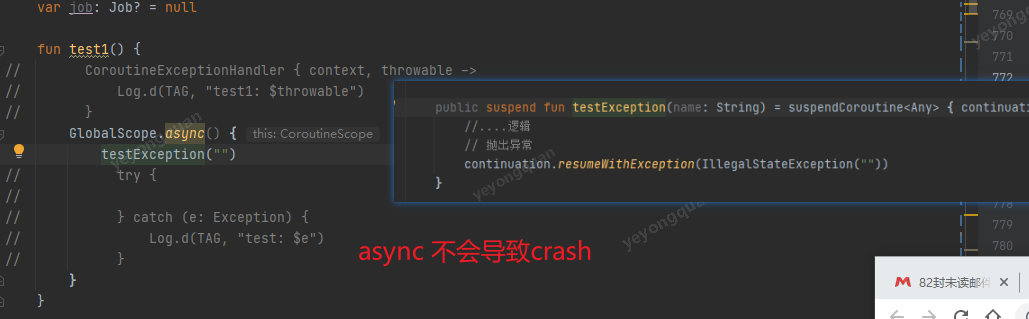 var job: Job? = null
fun test1() {
// CoroutineExceptionHandler { context, throwable ->
// Log.d(TAG, "test1: $throwable")
// }
GlobalScope.async() { this: CoroutineScope
testException("")
// try {
//
// } catch (e: Exception) {
// Log.d(TAG, "test: $e")
// }
}
}
public suspend fun testException(name: String) = suspendCoroutine<Any> { continuati
//....逻辑
// 抛出异常
continuation.resumeWithException(IllegalStateException(""))
}
async 不会导致crash
769
770
771
772
778
779
780
82封未读邮件
yeyongquan
yeyongquan
yeyongquan
yeyongquan